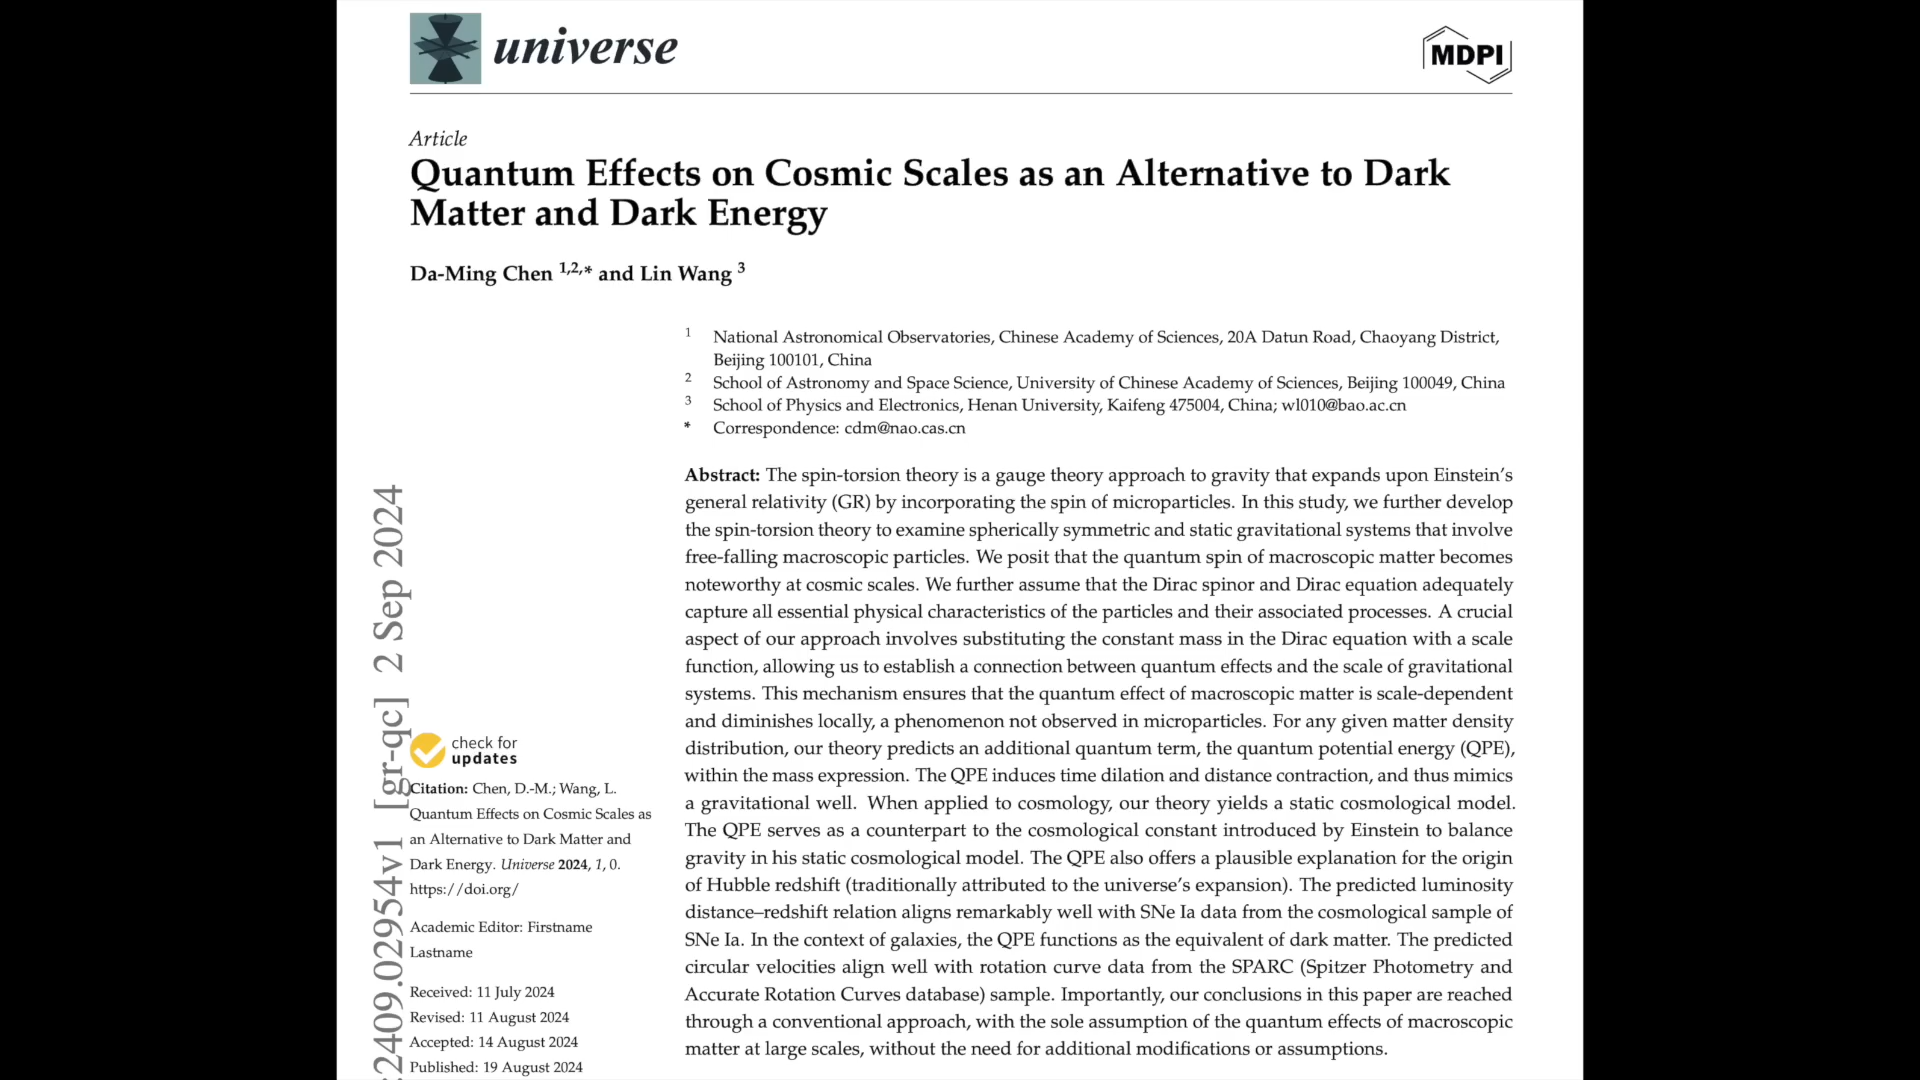 universe
MDPI
Article
Quantum Effects on Cosmic Scales as an Alternative to Dark
Matter and Dark Energy
Da-Ming Chen 1,2,* and Lin Wang 3
1 National Astronomical Observatories, Chinese Academy of Sciences, 20A Datun Road, Chaoyang District,
Beijing 100101, China
2 School of Astronomy and Space Science, University of Chinese Academy of Sciences, Beijing 100049, China
3 School of Physics and Electronics, Henan University, Kaifeng 475004, China; wl010@bao.ac.cn
* Correspondence: cdm@nao.cas.cn
Abstract: The spin-torsion theory is a gauge theory approach to gravity that expands upon Einstein's
general relativity (GR) by incorporating the spin of microparticles. In this study, we further develop
the spin-torsion theory to examine spherically symmetric and static gravitational systems that involve
free-falling macroscopic particles. We posit that the quantum spin of macroscopic matter becomes
noteworthy at cosmic scales. We further assume that the Dirac spinor and Dirac equation adequately
capture all essential physical characteristics of the particles and their associated processes. A crucial
aspect of our approach involves substituting the constant mass in the Dirac equation with a scale
function, allowing us to establish a connection between quantum effects and the scale of gravitational
systems. This mechanism ensures that the quantum effect of macroscopic matter is scale-dependent
and diminishes locally, a phenomenon not observed in microparticles. For any given matter density
distribution, our theory predicts an additional quantum term, the quantum potential energy (QPE),
within the mass expression. The QPE induces time dilation and distance contraction, and thus mimics
a gravitational well. When applied to cosmology, our theory yields a static cosmological model.
The QPE serves as a counterpart to the cosmological constant introduced by Einstein to balance
gravity in his static cosmological model. The QPE also offers a plausible explanation for the origin
of Hubble redshift (traditionally attributed to the universe's expansion). The predicted luminosity
distance–redshift relation aligns remarkably well with SNe Ia data from the cosmological sample of
SNe Ia. In the context of galaxies, the QPE functions as the equivalent of dark matter. The predicted
circular velocities align well with rotation curve data from the SPARC (Spitzer Photometry and
Accurate Rotation Curves database) sample. Importantly, our conclusions in this paper are reached
through a conventional approach, with the sole assumption of the quantum effects of macroscopic
matter at large scales, without the need for additional modifications or assumptions.
:2409.02954v1 [gr-qc] 2 Sep 2024
check for
updates
Citation: Chen, D.-M.; Wang, L.
Quantum Effects on Cosmic Scales as
an Alternative to Dark Matter and
Dark Energy. Universe 2024, 1, 0.
https://doi.org/
Academic Editor: Firstname
Lastname
Received: 11 July 2024
Revised: 11 August 2024
Accepted: 14 August 2024
Published: 19 August 2024